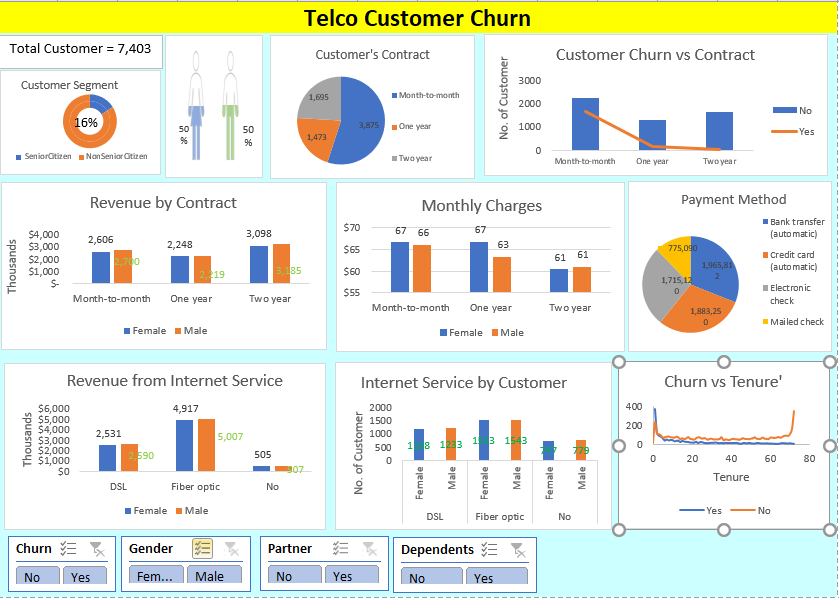 Telco Customer Churn
Total Customer = 7,403
Customer Segment
16%
SeniorCitizen NonSeniorCitizen
50
%
50
%
Customer's Contract
1,695
3,875
1,473
Month-to-month
One year
Two year
Customer Churn vs Contract
No. of Customer
3000
2000
1000
0
Month-to-month One year Two year
No
Yes
Revenue by Contract
Thousands
$4,000
$3,000
$2,000
$1,000
$-
2,606 2,700
2,248 2,219
3,098 3,185
Month-to-month One year Two year
Female Male
Monthly Charges
$70
$65
$60
$55
67 66
67 63
61 61
Month-to-month One year Two year
Female Male
Payment Method
775,090
1,965,81
2
1,715,12
0
1,883,25
0
Bank transfer
(automatic)
Credit card
(automatic)
Electronic
check
Mailed check
Revenue from Internet Service
Thousands
$6,000
$5,000
$4,000
$3,000
$2,000
$1,000
$0
2,531 2,590
4,917 5,007
505
DSL Fiber optic No
Female Male
Internet Service by Customer
No. of Customer
2000
1500
1000
500
0
1233
1543
Female Male Female Male Female Male
DSL Fiber optic No
Churn vs Tenure'
400
200
0
0 20 40 60 80
Tenure
Yes No
Churn
No Yes
Gender
Fem... Male
Partner
No Yes
Dependents
No Yes